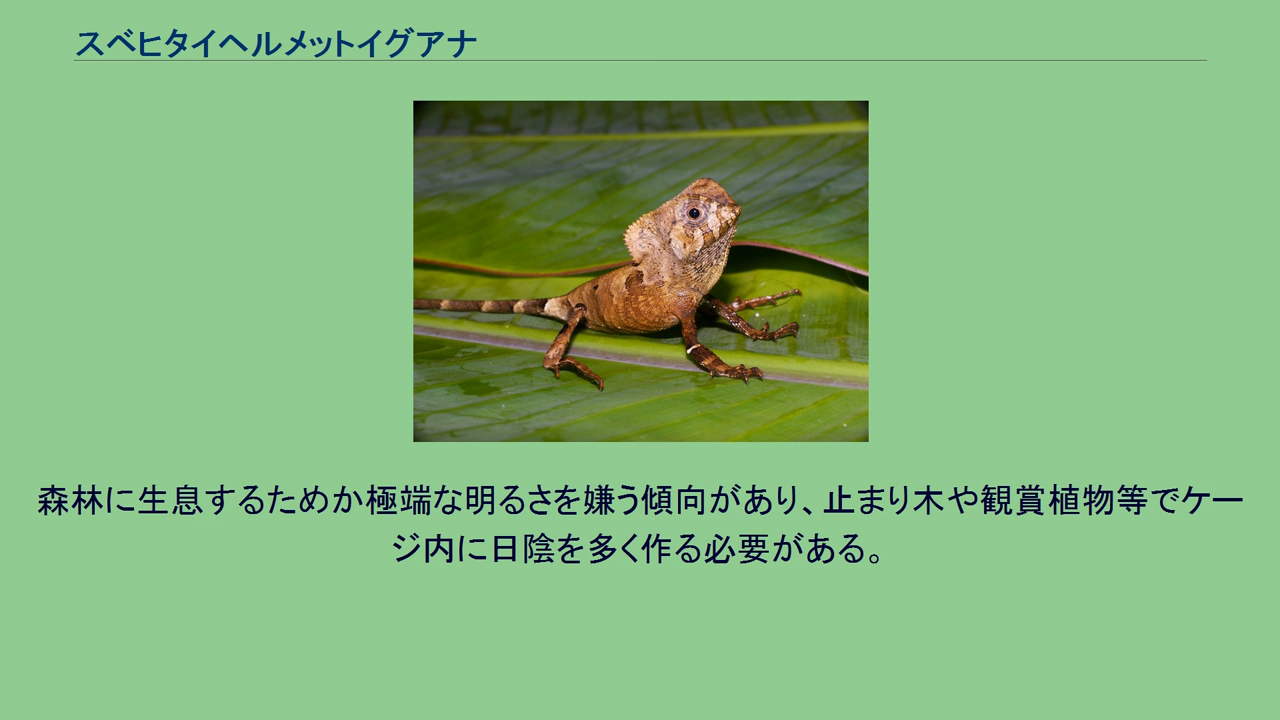 スベヒタイヘルメットイグアナ
森林に生息するためか極端な明るさを嫌う傾向があり、止まり木や観賞植物等でケー
ジ内に日陰を多く作る必要がある。